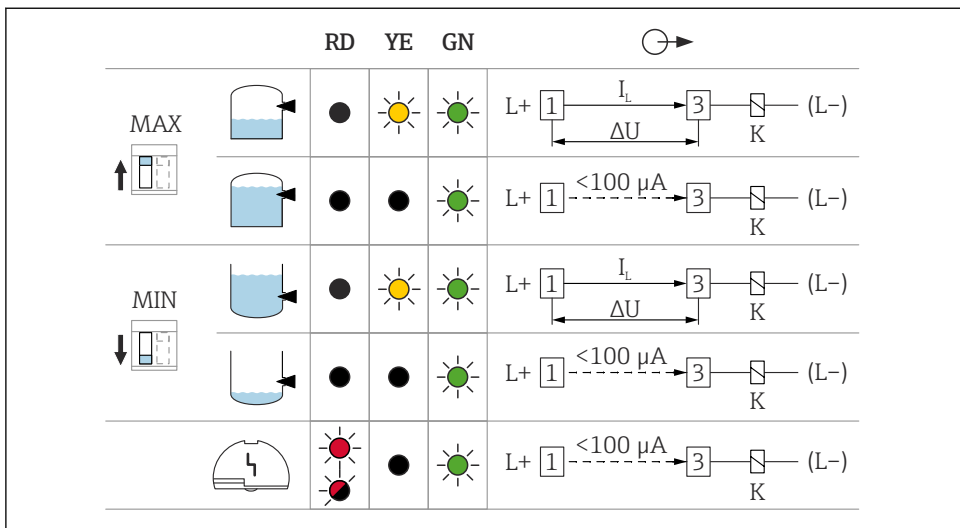 RD YE GN
MAX
L+ 1 I_L 3 (L−)
ΔU K
L+ 1 <100 µA 3 (L−)
K
MIN
L+ 1 I_L 3 (L−)
ΔU K
L+ 1 <100 µA 3 (L−)
K
L+ 1 <100 µA 3 (L−)
K